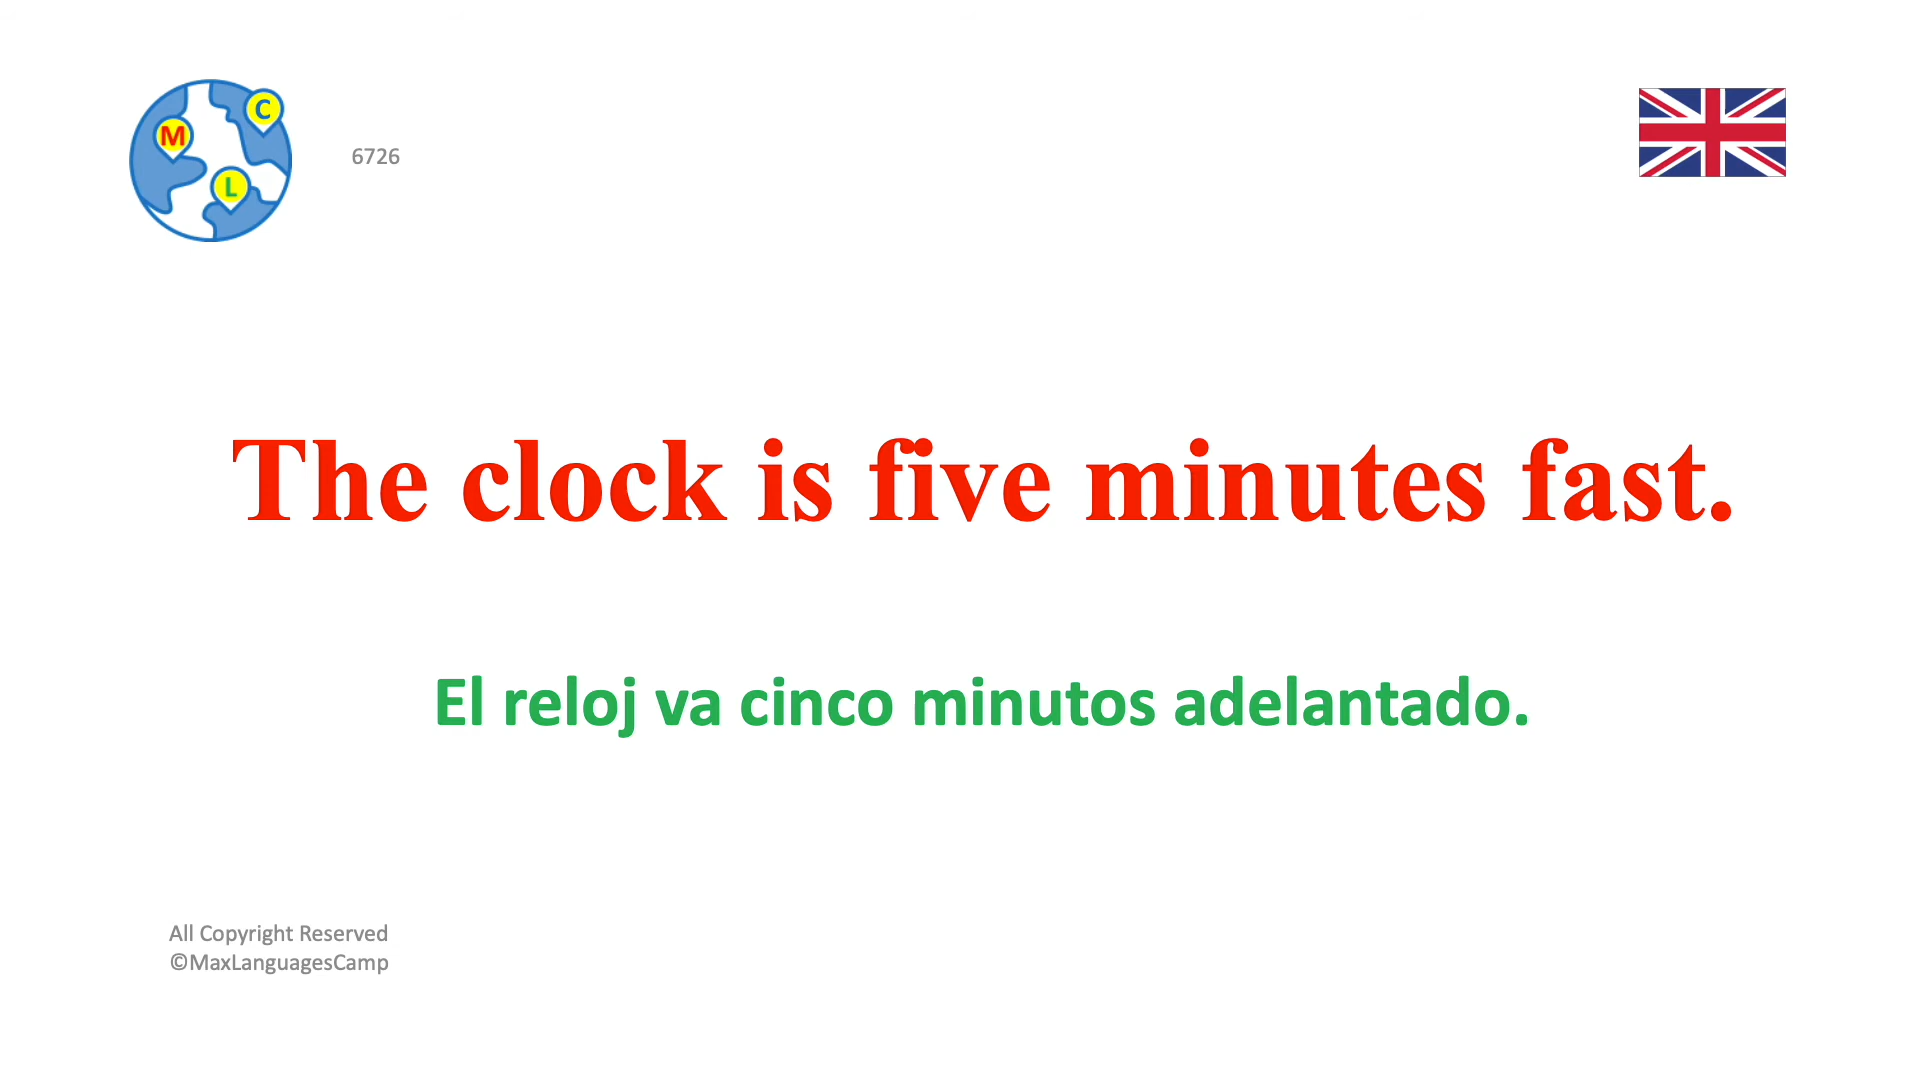 C
M
L
6726
The clock is five minutes fast.
El reloj va cinco minutos adelantado.
All Copyright Reserved
©MaxLanguagesCamp